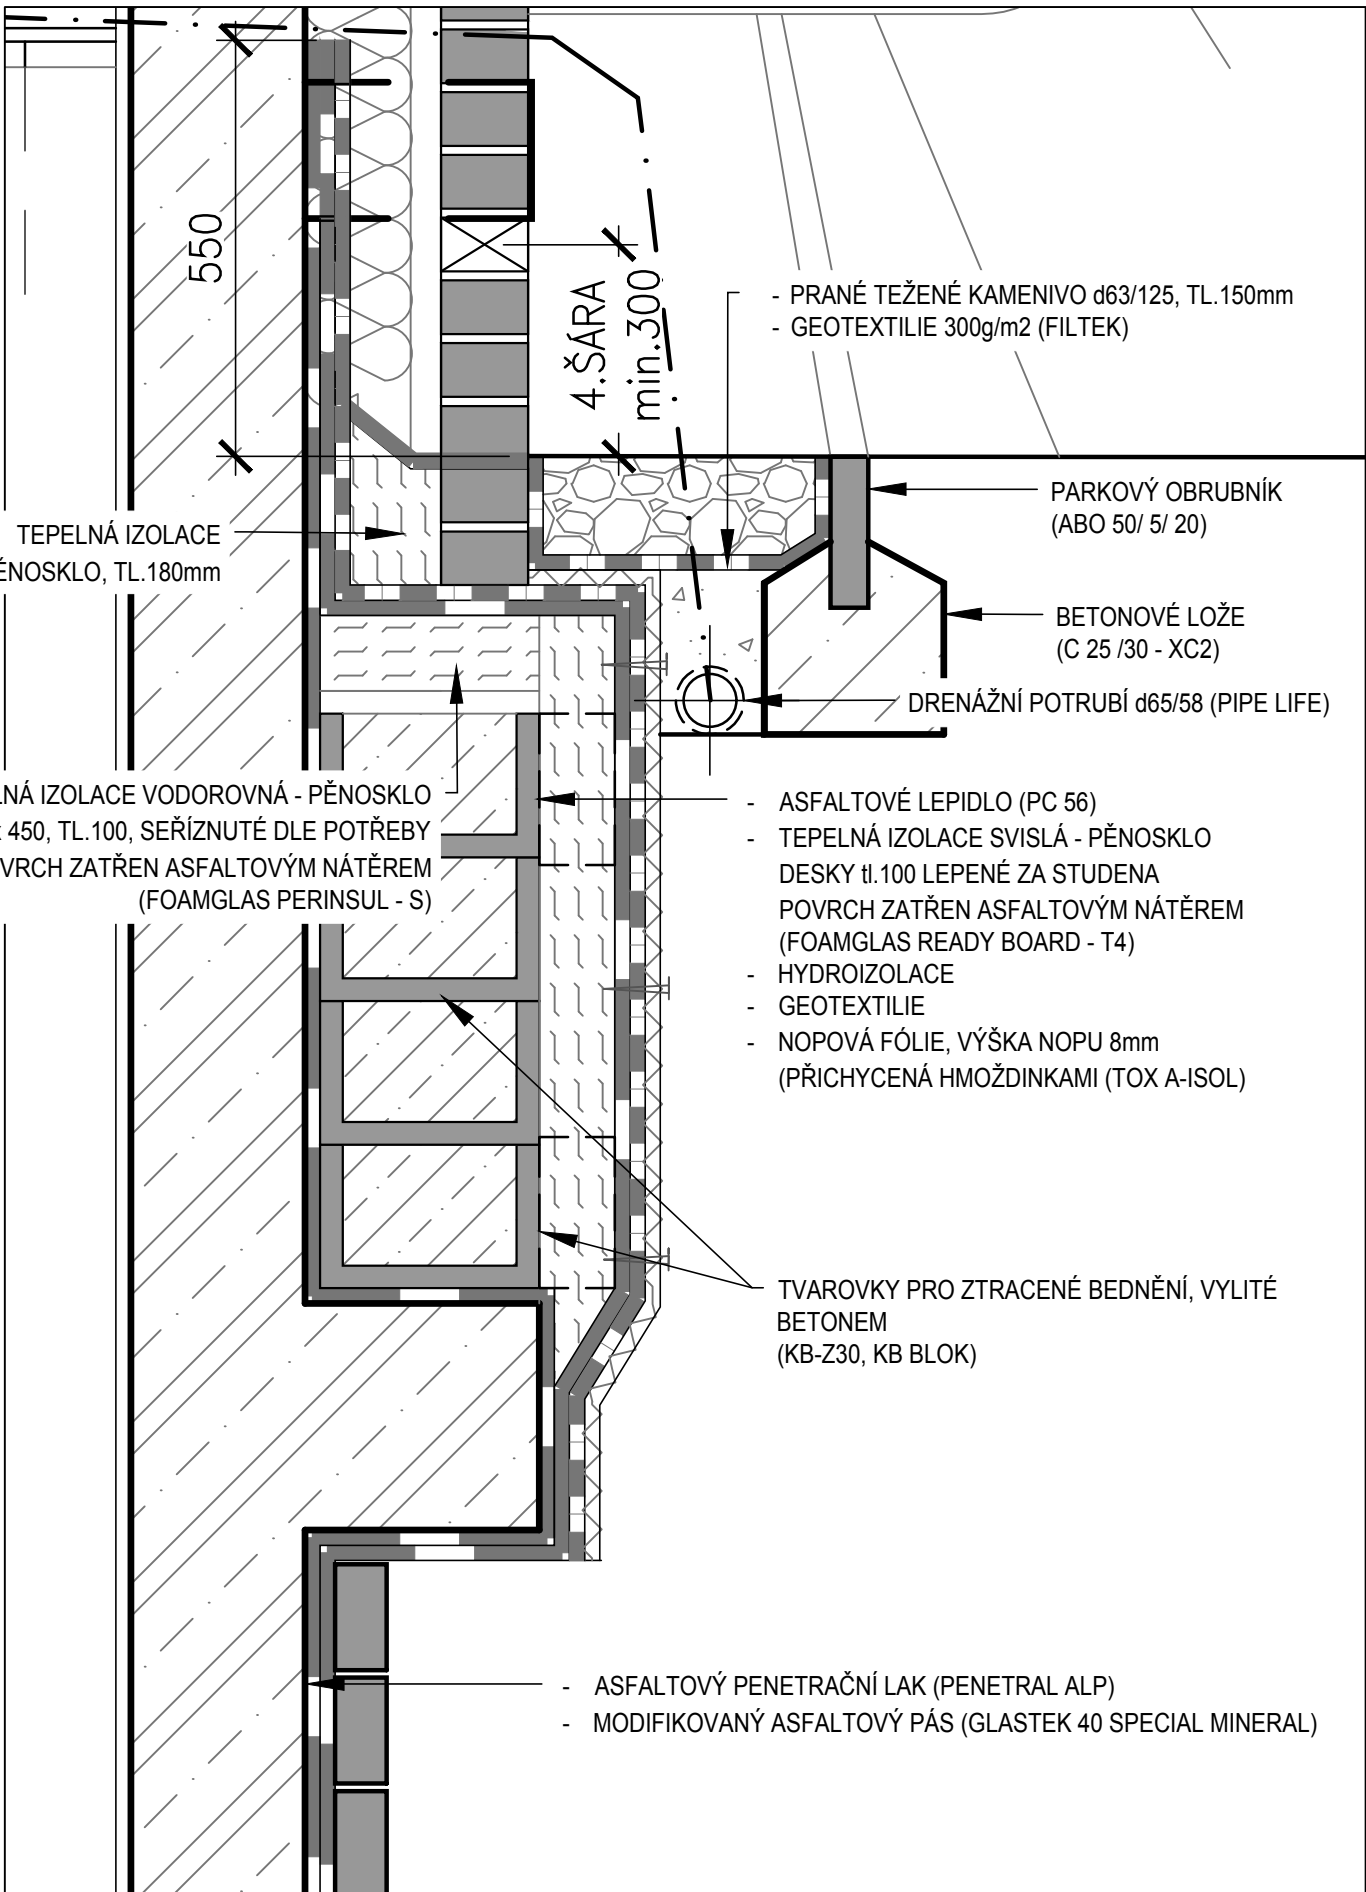 550
4.ŠÁRA
min.300
- PRANÉ TEŽENÉ KAMENIVO d63/125, TL.150mm
- GEOTEXTILIE 300g/m2 (FILTEK)
PARKOVÝ OBRUBNÍK
(ABO 50/ 5/ 20)
TEPELNÁ IZOLACE
ĚNOSKLO, TL.180mm
BETONOVÉ LOŽE
(C 25 /30 - XC2)
DRENÁŽNÍ POTRUBÍ d65/58 (PIPE LIFE)
LNÁ IZOLACE VODOROVNÁ - PĚNOSKLO
450, TL.100, SEŘÍZNUTÉ DLE POTŘEBY
VRCH ZATŘEN ASFALTOVÝM NÁTĚREM
(FOAMGLAS PERINSUL - S)
- ASFALTOVÉ LEPIDLO (PC 56)
- TEPELNÁ IZOLACE SVISLÁ - PĚNOSKLO
DESKY tl.100 LEPENÉ ZA STUDENA
POVRCH ZATŘEN ASFALTOVÝM NÁTĚREM
(FOAMGLAS READY BOARD - T4)
- HYDROIZOLACE
- GEOTEXTILIE
- NOPOVÁ FÓLIE, VÝŠKA NOPU 8mm
(PŘICHYCENÁ HMOŽDINKAMI (TOX A-ISOL)
TVAROVKY PRO ZTRACENÉ BEDNĚNÍ, VYLITÉ
BETONEM
(KB-Z30, KB BLOK)
- ASFALTOVÝ PENETRAČNÍ LAK (PENETRAL ALP)
- MODIFIKOVANÝ ASFALTOVÝ PÁS (GLASTEK 40 SPECIAL MINERAL)